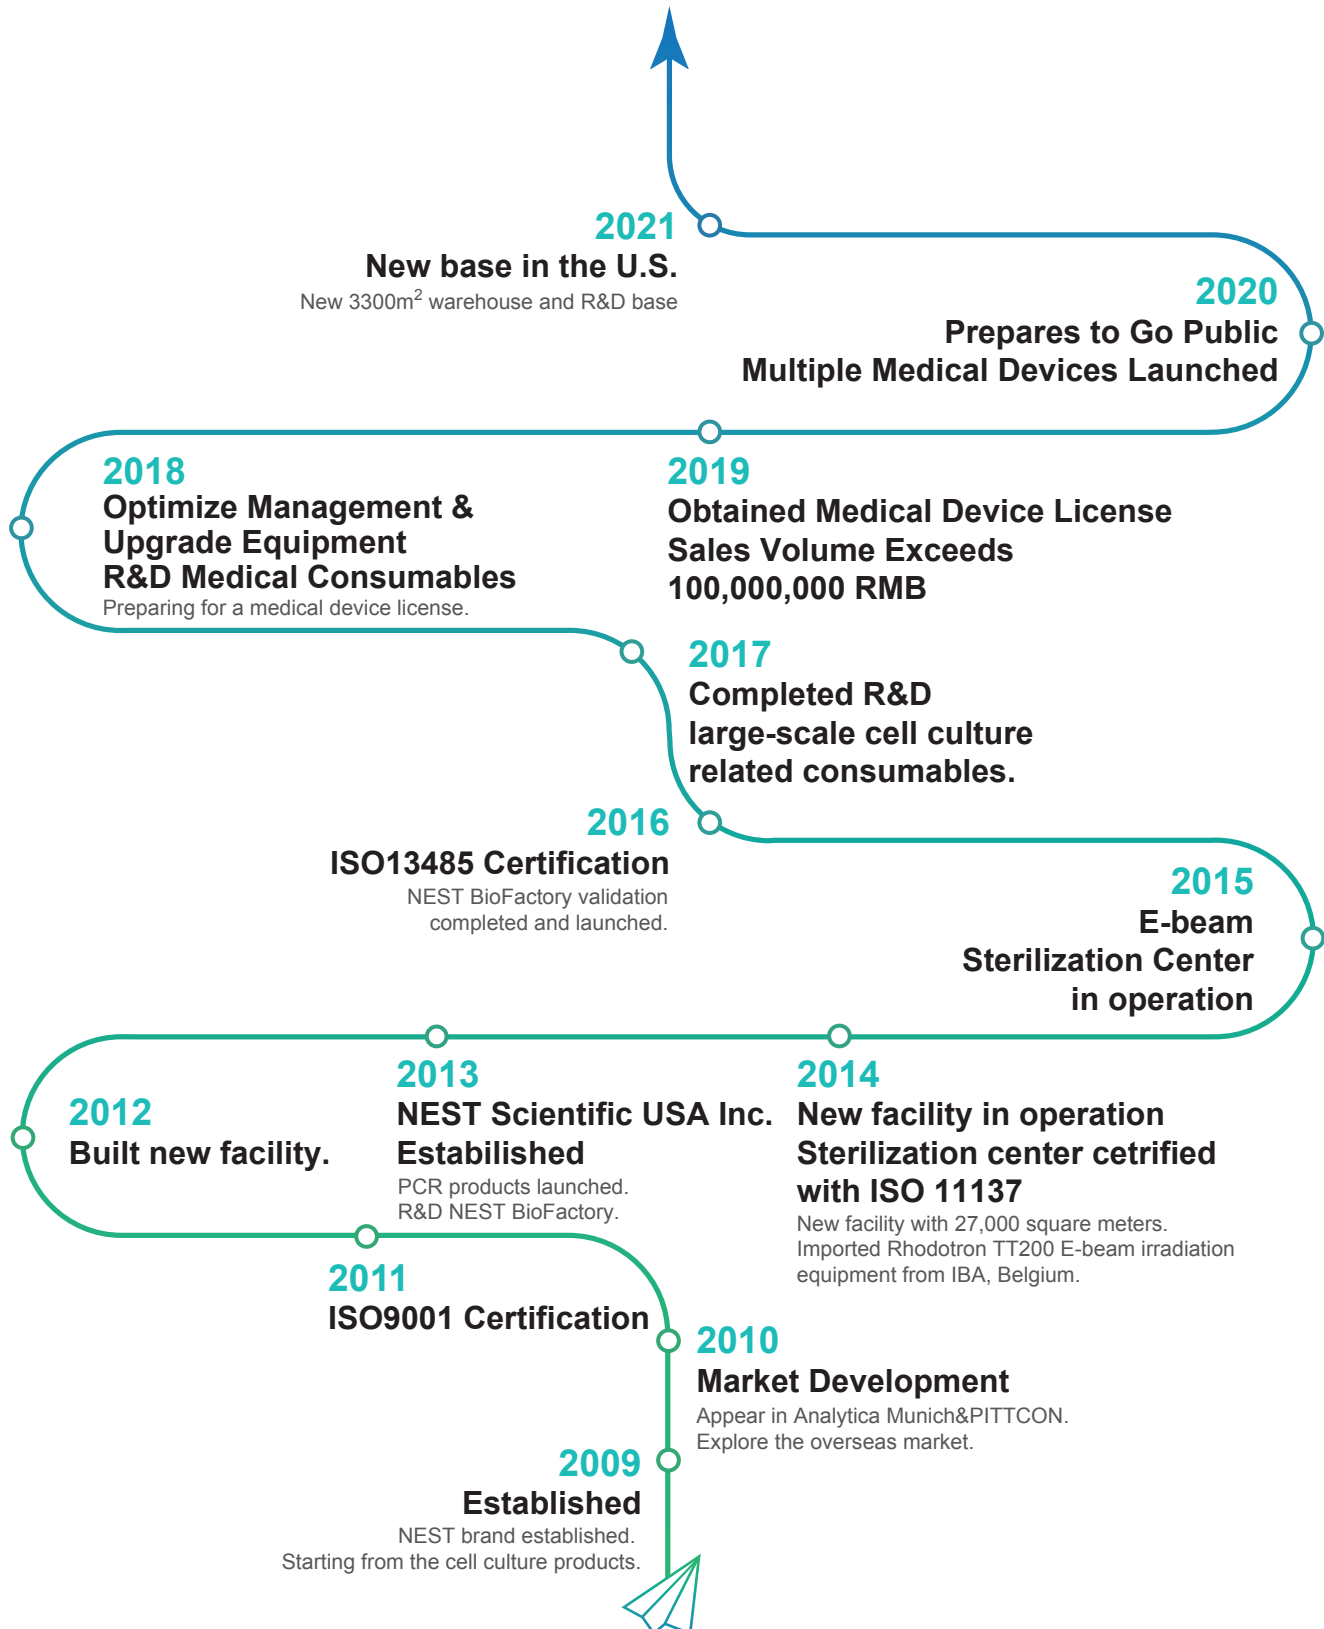 2021
New base in the U.S.
New 3300m² warehouse and R&D base
2020
Prepares to Go Public
Multiple Medical Devices Launched
2018
Optimize Management &
Upgrade Equipment
R&D Medical Consumables
Preparing for a medical device license.
2019
Obtained Medical Device License
Sales Volume Exceeds
100,000,000 RMB
2017
Completed R&D
large-scale cell culture
related consumables.
2016
ISO13485 Certification
NEST BioFactory validation
completed and launched.
2015
E-beam
Sterilization Center
in operation
2012
Built new facility.
2013
NEST Scientific USA Inc.
Estabilished
PCR products launched.
R&D NEST BioFactory.
2014
New facility in operation
Sterilization center cetrified
with ISO 11137
New facility with 27,000 square meters.
Imported Rhodotron TT200 E-beam irradiation
equipment from IBA, Belgium.
2011
ISO9001 Certification
2010
Market Development
Appear in Analytica Munich&PITTCON.
Explore the overseas market.
2009
Established
NEST brand established.
Starting from the cell culture products.